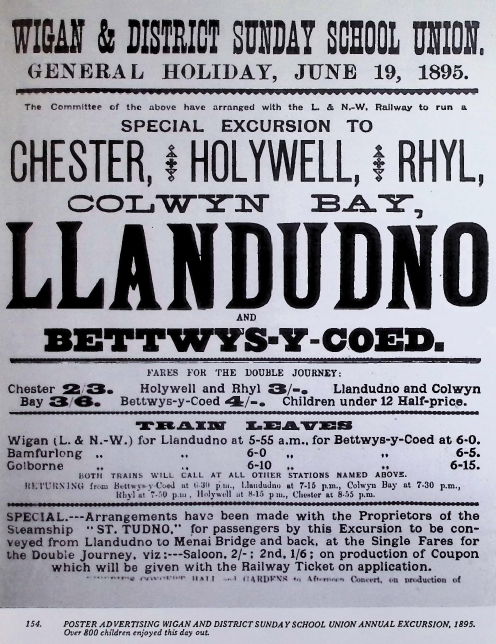 WIGAN & DISTRICT SUNDAY SCHOOL UNION.
GENERAL HOLIDAY, JUNE 19, 1895.
The Committee of the above have arranged with the L. & N.-W. Railway to run a
SPECIAL EXCURSION TO
CHESTER, HOLYWELL, RHYL,
COLWYN BAY,
LLANDUDNO
AND
BETTWYS-Y-COED.
FARES FOR THE DOUBLE JOURNEY:
Chester 2/3. Holywell and Rhyl 3/-. Llandudno and Colwyn
Bay 3/6. Bettwys-y-Coed 4/-. Children under 12 Half-price.
TRAIN LEAVES
Wigan (L. & N.-W.) for Llandudno at 5-55 a.m., for Bettwys-y-Coed at 6-0.
Bamfurlong „ „ 6-0 „ „ 6-5.
Golborne „ „ 6-10 „ „ 6-15.
BOTH TRAINS WILL CALL AT ALL OTHER STATIONS NAMED ABOVE.
RETURNING from Bettwys-y-Coed at 6-30 p.m., Llandudno at 7-15 p.m., Colwyn Bay at 7-30 p.m.,
Rhyl at 7-50 p.m., Holywell at 8-15 p.m., Chester at 8-55 p.m.
SPECIAL.---Arrangements have been made with the Proprietors of the
Steamship "ST. TUDNO," for passengers by this Excursion to be con-
veyed from Llandudno to Menai Bridge and back, at the Single Fares for
the Double Journey, viz:---Saloon, 2/-; 2nd, 1/6; on production of Coupon
which will be given with the Railway Ticket on application.
HALL and GARDENS to Afternoon Concert, on production of
154. POSTER ADVERTISING WIGAN AND DISTRICT SUNDAY SCHOOL UNION ANNUAL EXCURSION, 1895.
Over 800 children enjoyed this day out.